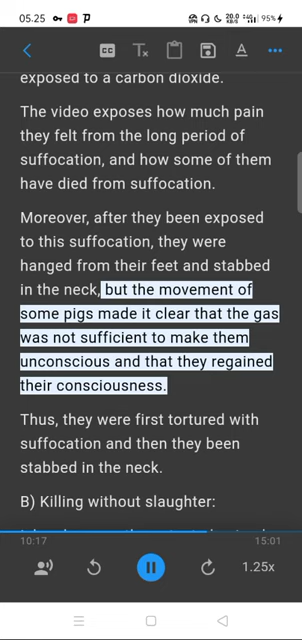 05.25
20.0 KB/S
4G
95%
CC
exposed to a carbon dioxide.
The video exposes how much pain
they felt from the long period of
suffocation, and how some of them
have died from suffocation.
Moreover, after they been exposed
to this suffocation, they were
hanged from their feet and stabbed
in the neck, but the movement of
some pigs made it clear that the gas
was not sufficient to make them
unconscious and that they regained
their consciousness.
Thus, they were first tortured with
suffocation and then they been
stabbed in the neck.
B) Killing without slaughter:
10:17
15:01
1.25x